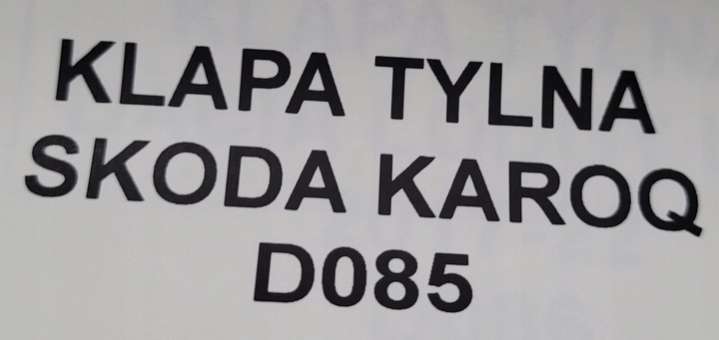 KLAPA TYLNA
SKODA KAROQ
D085